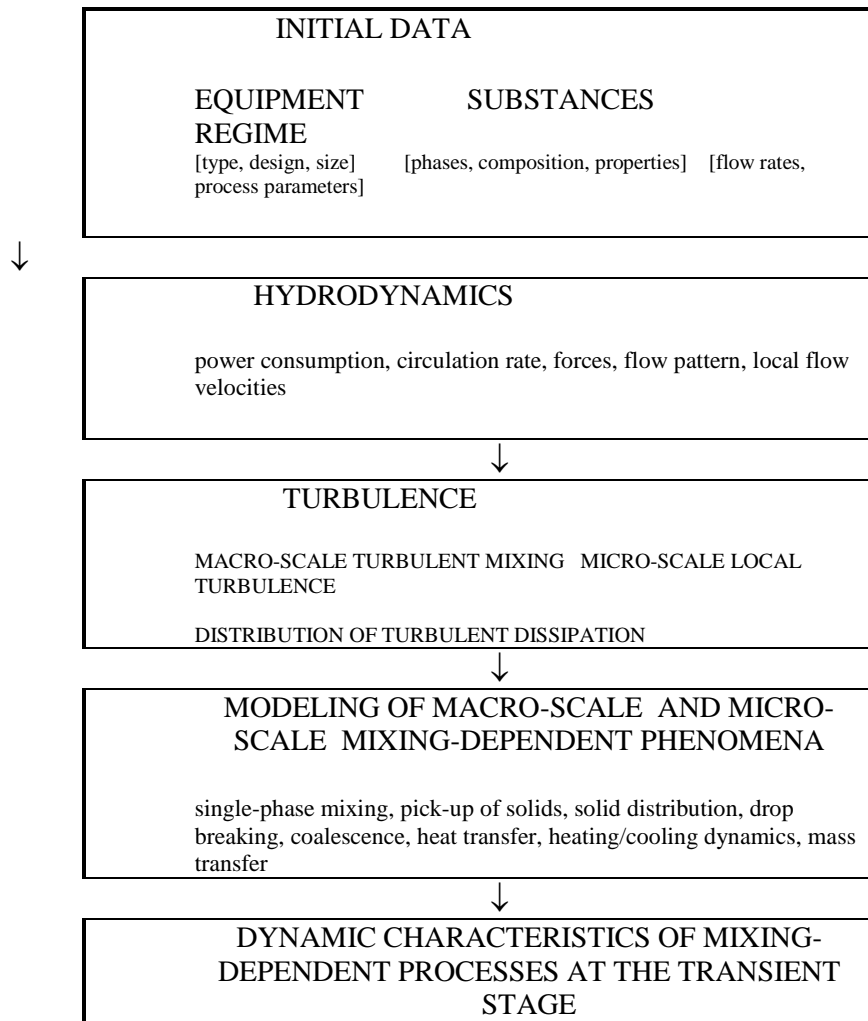 INITIAL DATA
EQUIPMENT SUBSTANCES
REGIME
[type, design, size] [phases, composition, properties] [flow rates,
process parameters]
↓
HYDRODYNAMICS
power consumption, circulation rate, forces, flow pattern, local flow
velocities
↓
TURBULENCE
MACRO-SCALE TURBULENT MIXING MICRO-SCALE LOCAL
TURBULENCE
DISTRIBUTION OF TURBULENT DISSIPATION
↓
MODELING OF MACRO-SCALE AND MICRO-
SCALE MIXING-DEPENDENT PHENOMENA
single-phase mixing, pick-up of solids, solid distribution, drop
breaking, coalescence, heat transfer, heating/cooling dynamics, mass
transfer
↓
DYNAMIC CHARACTERISTICS OF MIXING-
DEPENDENT PROCESSES AT THE TRANSIENT
STAGE